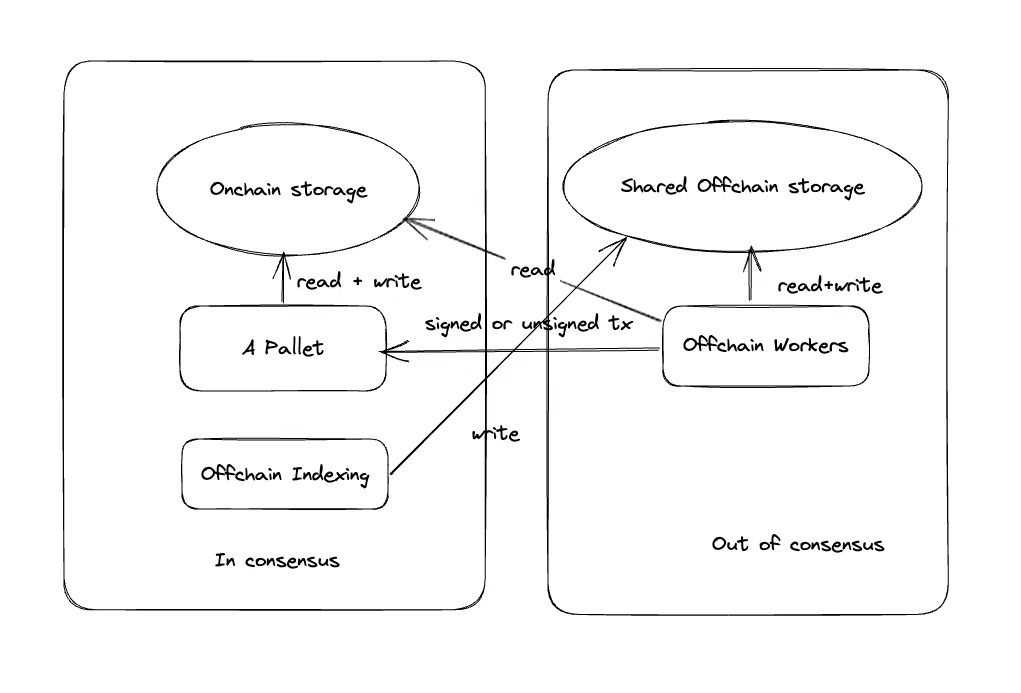 Onchain storage
Shared Offchain storage
read
read + write
read+write
signed or unsigned tx
A Pallet
Offchain Workers
write
Offchain Indexing
In consensus
Out of consensus